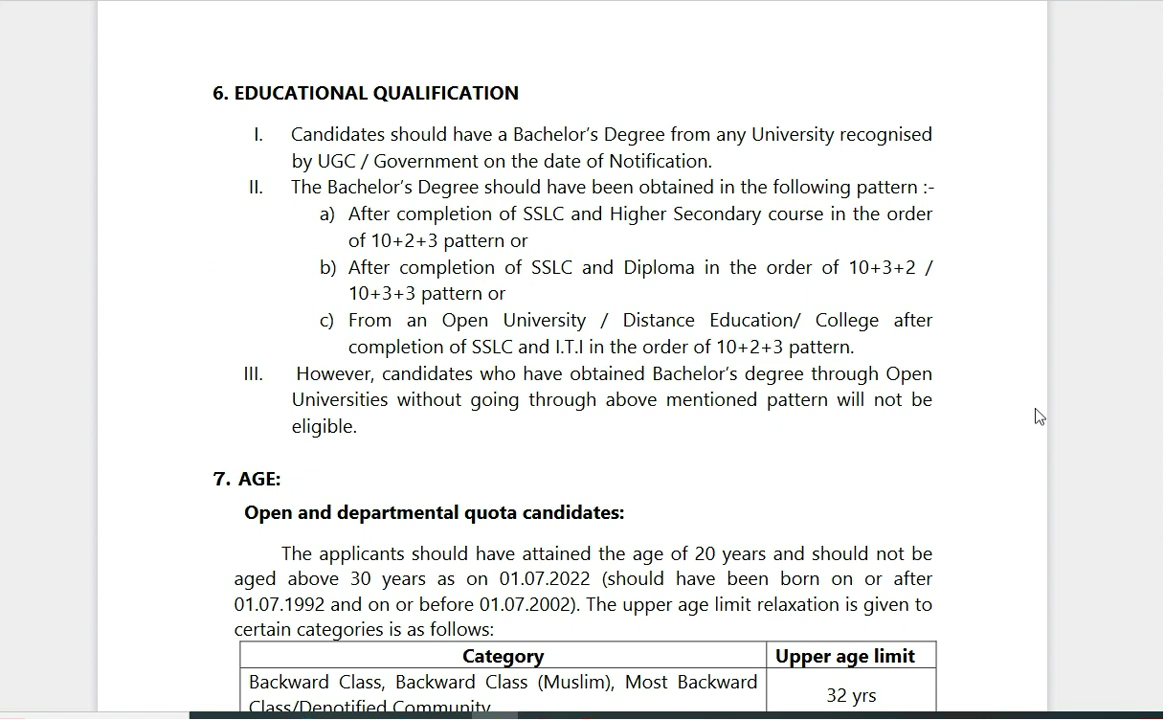 6. EDUCATIONAL QUALIFICATION
I. Candidates should have a Bachelor’s Degree from any University recognised
by UGC / Government on the date of Notification.
II. The Bachelor’s Degree should have been obtained in the following pattern :-
a) After completion of SSLC and Higher Secondary course in the order
of 10+2+3 pattern or
b) After completion of SSLC and Diploma in the order of 10+3+2 /
10+3+3 pattern or
c) From an Open University / Distance Education/ College after
completion of SSLC and I.T.I in the order of 10+2+3 pattern.
III. However, candidates who have obtained Bachelor’s degree through Open
Universities without going through above mentioned pattern will not be
eligible.
7. AGE:
Open and departmental quota candidates:
The applicants should have attained the age of 20 years and should not be
aged above 30 years as on 01.07.2022 (should have been born on or after
01.07.1992 and on or before 01.07.2002). The upper age limit relaxation is given to
certain categories is as follows:
Category Upper age limit
Backward Class, Backward Class (Muslim), Most Backward
32 yrs
Class/Denotified Community